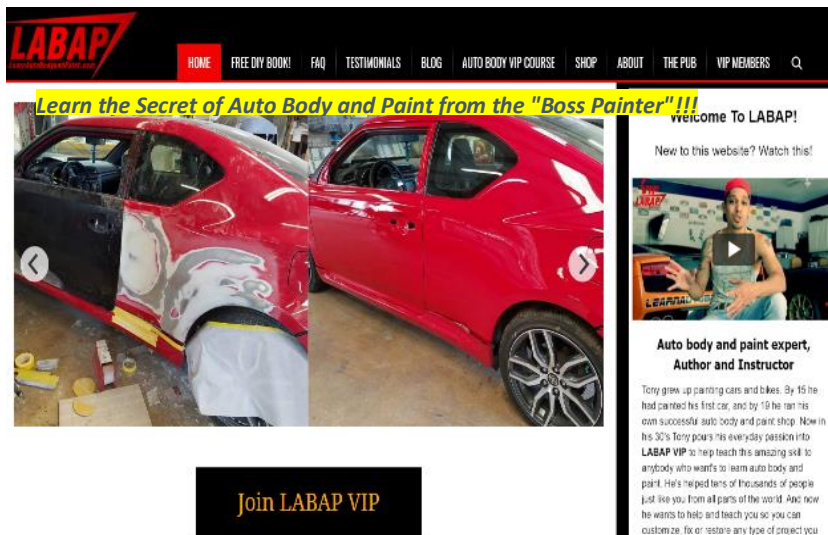 LABAP
LearnAutoBodyAndPaint.com
HOME FREE DIY BOOK! FAQ TESTIMONIALS BLOG AUTO BODY VIP COURSE SHOP ABOUT THE PUB VIP MEMBERS
Learn the Secret of Auto Body and Paint from the "Boss Painter"!!!
Welcome To LABAP!
New to this website? Watch this!
LABAP
Auto body and paint expert,
Author and Instructor
Tony grew up painting cars and bikes. By 15 he
had painted his first car, and by 19 he ran his
own successful auto body and paint shop. Now in
his 30's Tony pours his everyday passion into
LABAP VIP to help teach this amazing skill to
anybody who want's to learn auto body and
paint. He's helped tens of thousands of people
just like you from all parts of the world. And now
he wants to help and teach you so you can
customize, fix or restore any type of project you
Join LABAP VIP